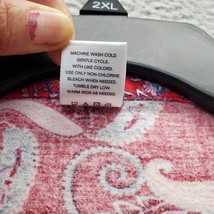 2XL
MACHINE WASH COLD
GENTLE CYCLE.
WITH LIKE COLORS.
USE ONLY NON-CHLORINE
BLEACH WHEN NEEDED.
TUMBLE DRY LOW
WARM IRON AS NEEDED.